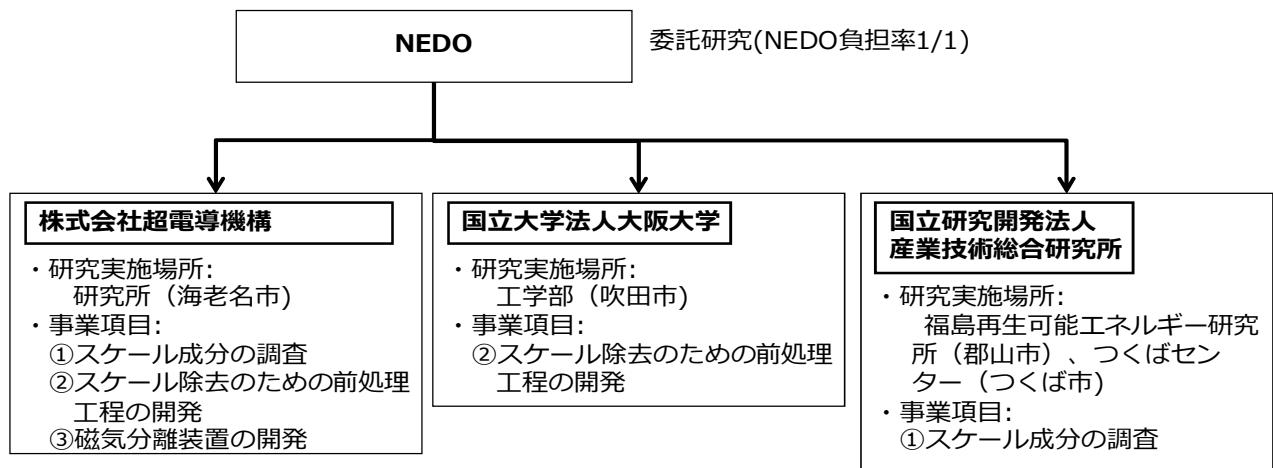 NEDO
委託研究(NEDO負担率1/1)
株式会社超電導機構
・研究実施場所:
研究所（海老名市)
・事業項目:
①スケール成分の調査
②スケール除去のための前処理
工程の開発
③磁気分離装置の開発
国立大学法人大阪大学
・研究実施場所:
工学部（吹田市)
・事業項目:
②スケール除去のための前処理
工程の開発
国立研究開発法人
産業技術総合研究所
・研究実施場所:
福島再生可能エネルギー研究
所（郡山市）、つくばセン
ター（つくば市)
・事業項目:
①スケール成分の調査